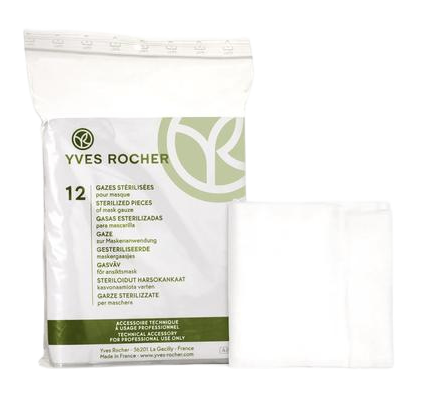 YVES ROCHER
12
GAZES STÉRILISÉES
pour masque
STERILIZED PIECES
of mask gauze
GASAS ESTERILIZADAS
para mascarilla
GAZE
zur Maskenanwendung
GESTERILISEERDE
maskergaasjes
GASVÄV
för ansiktsmask
STERILOIDUT HARSOKANKAAT
kasvonaamiota varten
GARZE STERILIZZATE
per maschera
ACCESSOIRE TECHNIQUE
À USAGE PROFESSIONNEL
TECHNICAL ACCESSORY
FOR PROFESSIONAL USE ONLY
Yves Rocher - 56201 La Gacilly - France
Made in France - www-yves-rocher.com